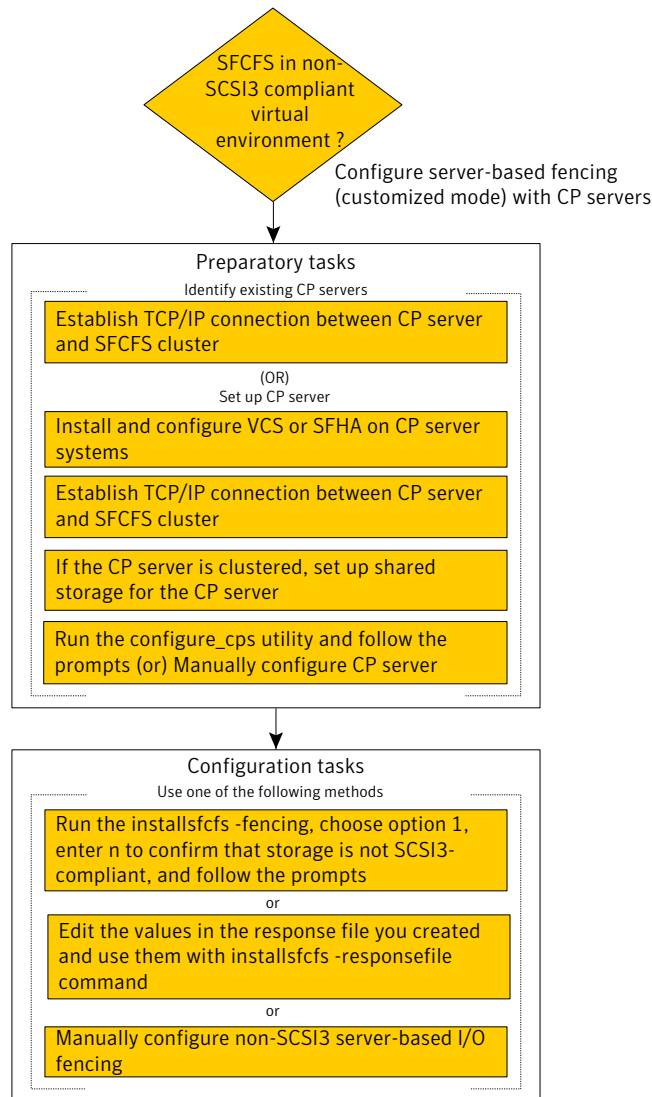 SFCFS in non-
SCSI3 compliant
virtual
environment ?
Configure server-based fencing
(customized mode) with CP servers
Preparatory tasks
Identify existing CP servers
Establish TCP/IP connection between CP server
and SFCFS cluster
(OR)
Set up CP server
Install and configure VCS or SFHA on CP server
systems
Establish TCP/IP connection between CP server
and SFCFS cluster
If the CP server is clustered, set up shared
storage for the CP server
Run the configure_cps utility and follow the
prompts (or) Manually configure CP server
Configuration tasks
Use one of the following methods
Run the installsfcfs -fencing, choose option 1,
enter n to confirm that storage is not SCSI3-
compliant, and follow the prompts
or
Edit the values in the response file you created
and use them with installsfcfs -responsefile
command
or
Manually configure non-SCSI3 server-based I/O
fencing